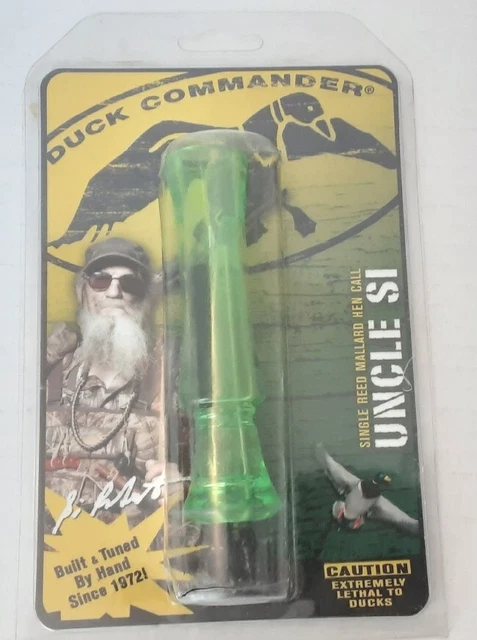 DUCK COMMANDER®
SINGLE REED MALLARD HEN CALL
UNCLE SI
Built & Tuned
By Hand
Since 1972!
CAUTION
EXTREMELY
LETHAL TO
DUCKS